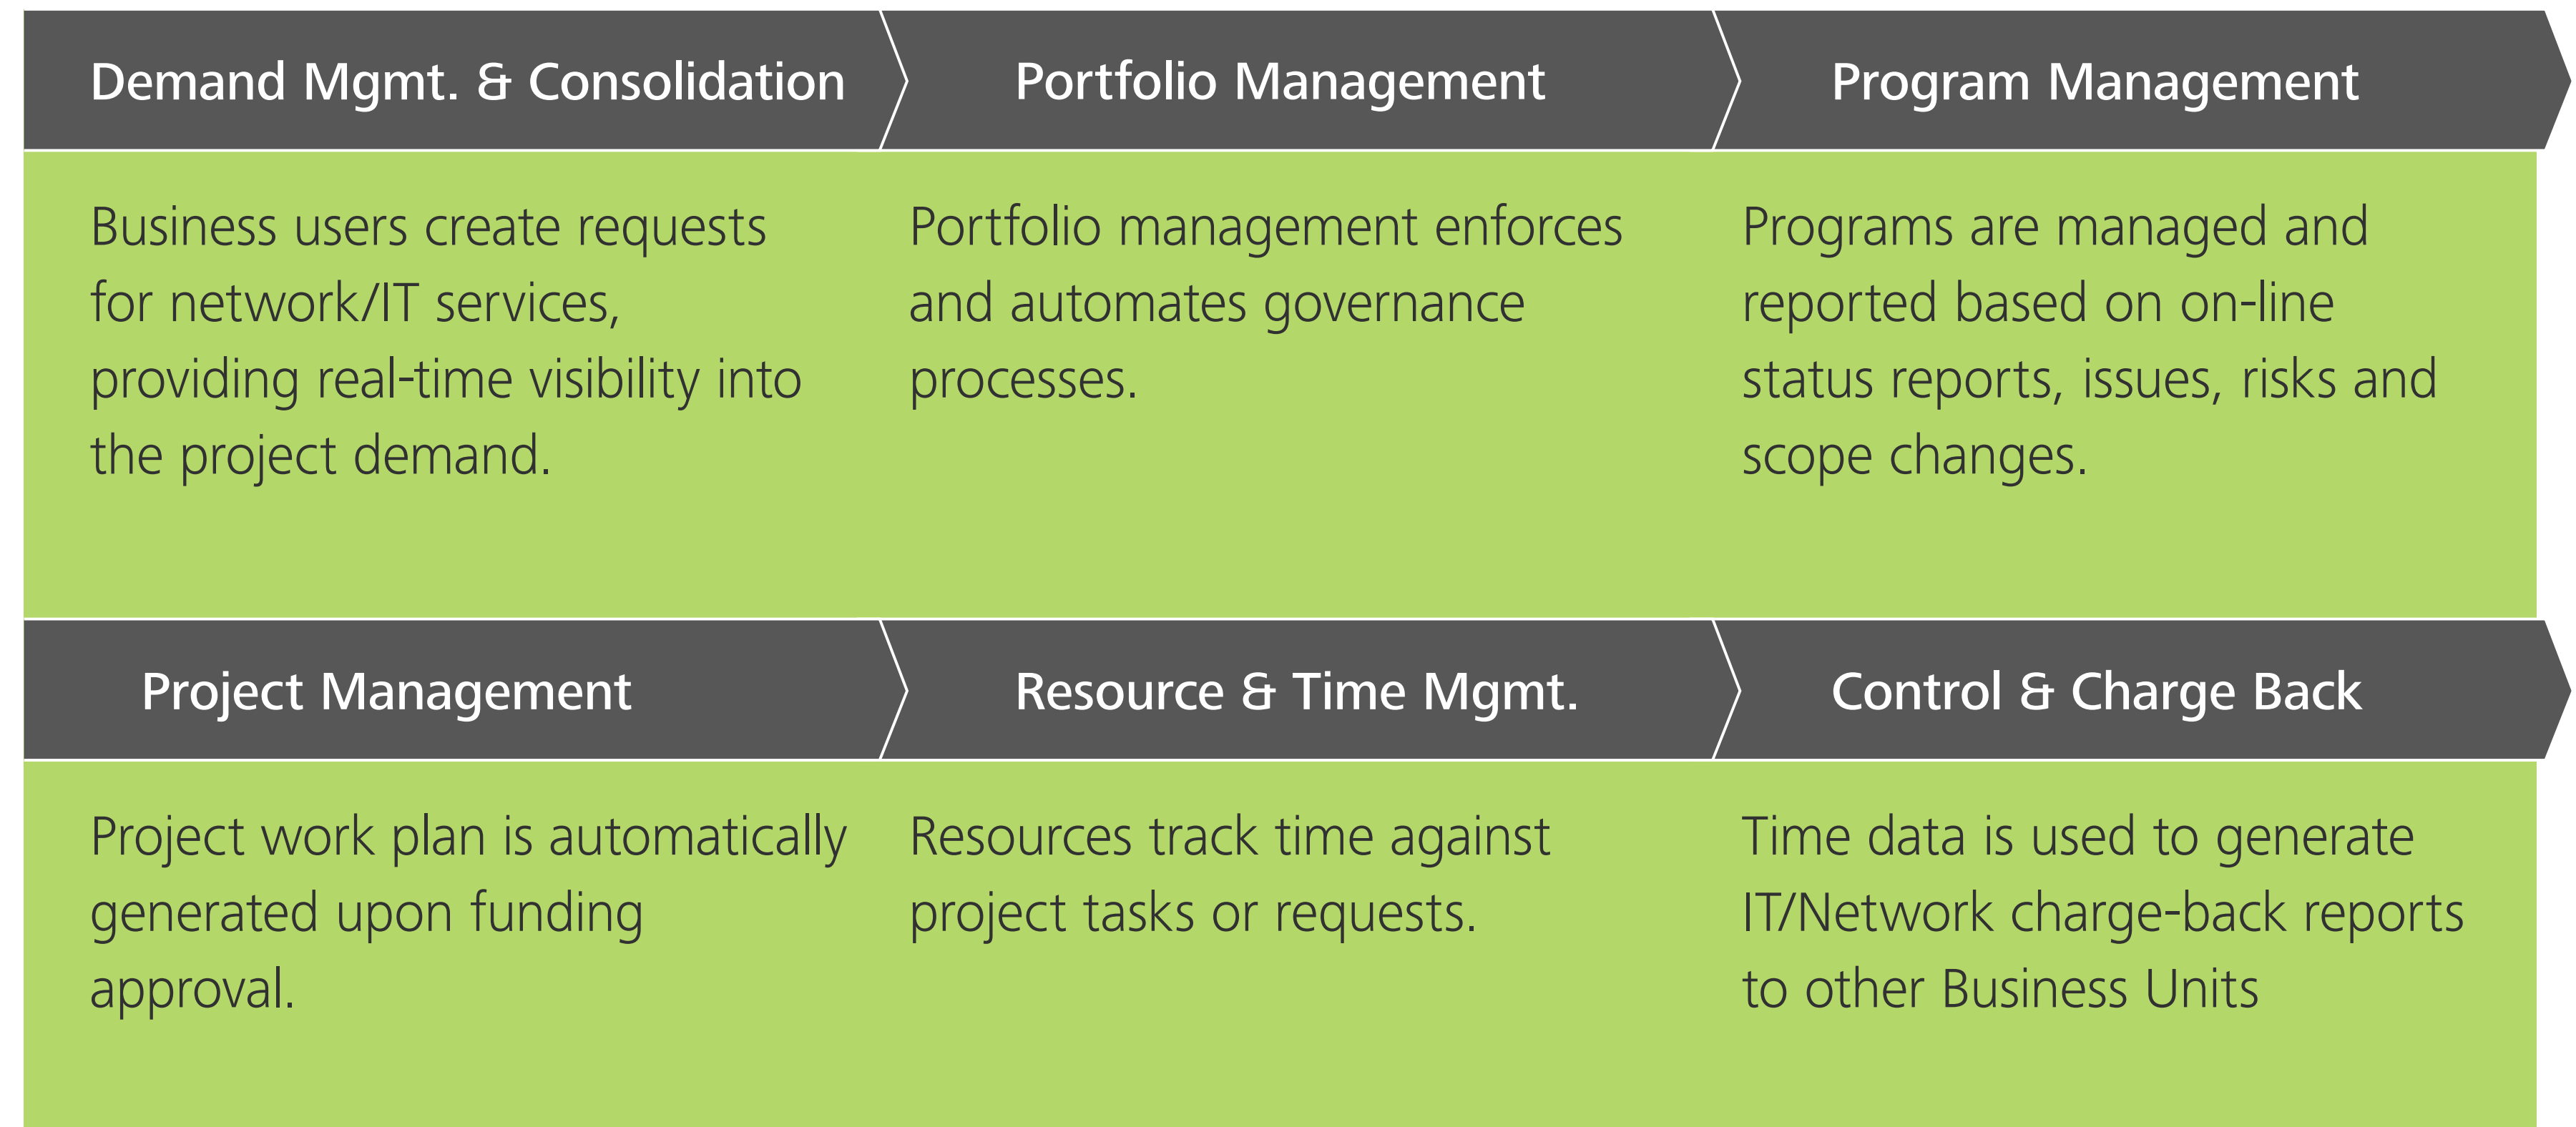 Demand Mgmt. & Consolidation
Business users create requests
for network/IT services,
providing real-time visibility into
the project demand.
Portfolio Management
Portfolio management enforces
and automates governance
processes.
Program Management
Programs are managed and
reported based on on-line
status reports, issues, risks and
scope changes.
Project Management
Project work plan is automatically
generated upon funding
approval.
Resource & Time Mgmt.
Resources track time against
project tasks or requests.
Control & Charge Back
Time data is used to generate
IT/Network charge-back reports
to other Business Units